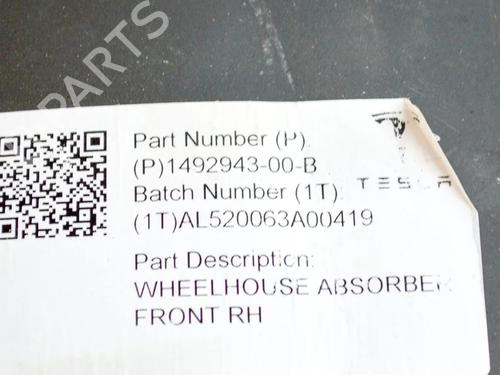 PARTS
Part Number (P):
(P)1492943-00-B
Batch Number (1T):
(1T)AL520063A00419
TESLA
Part Description:
WHEELHOUSE ABSORBER
FRONT RH